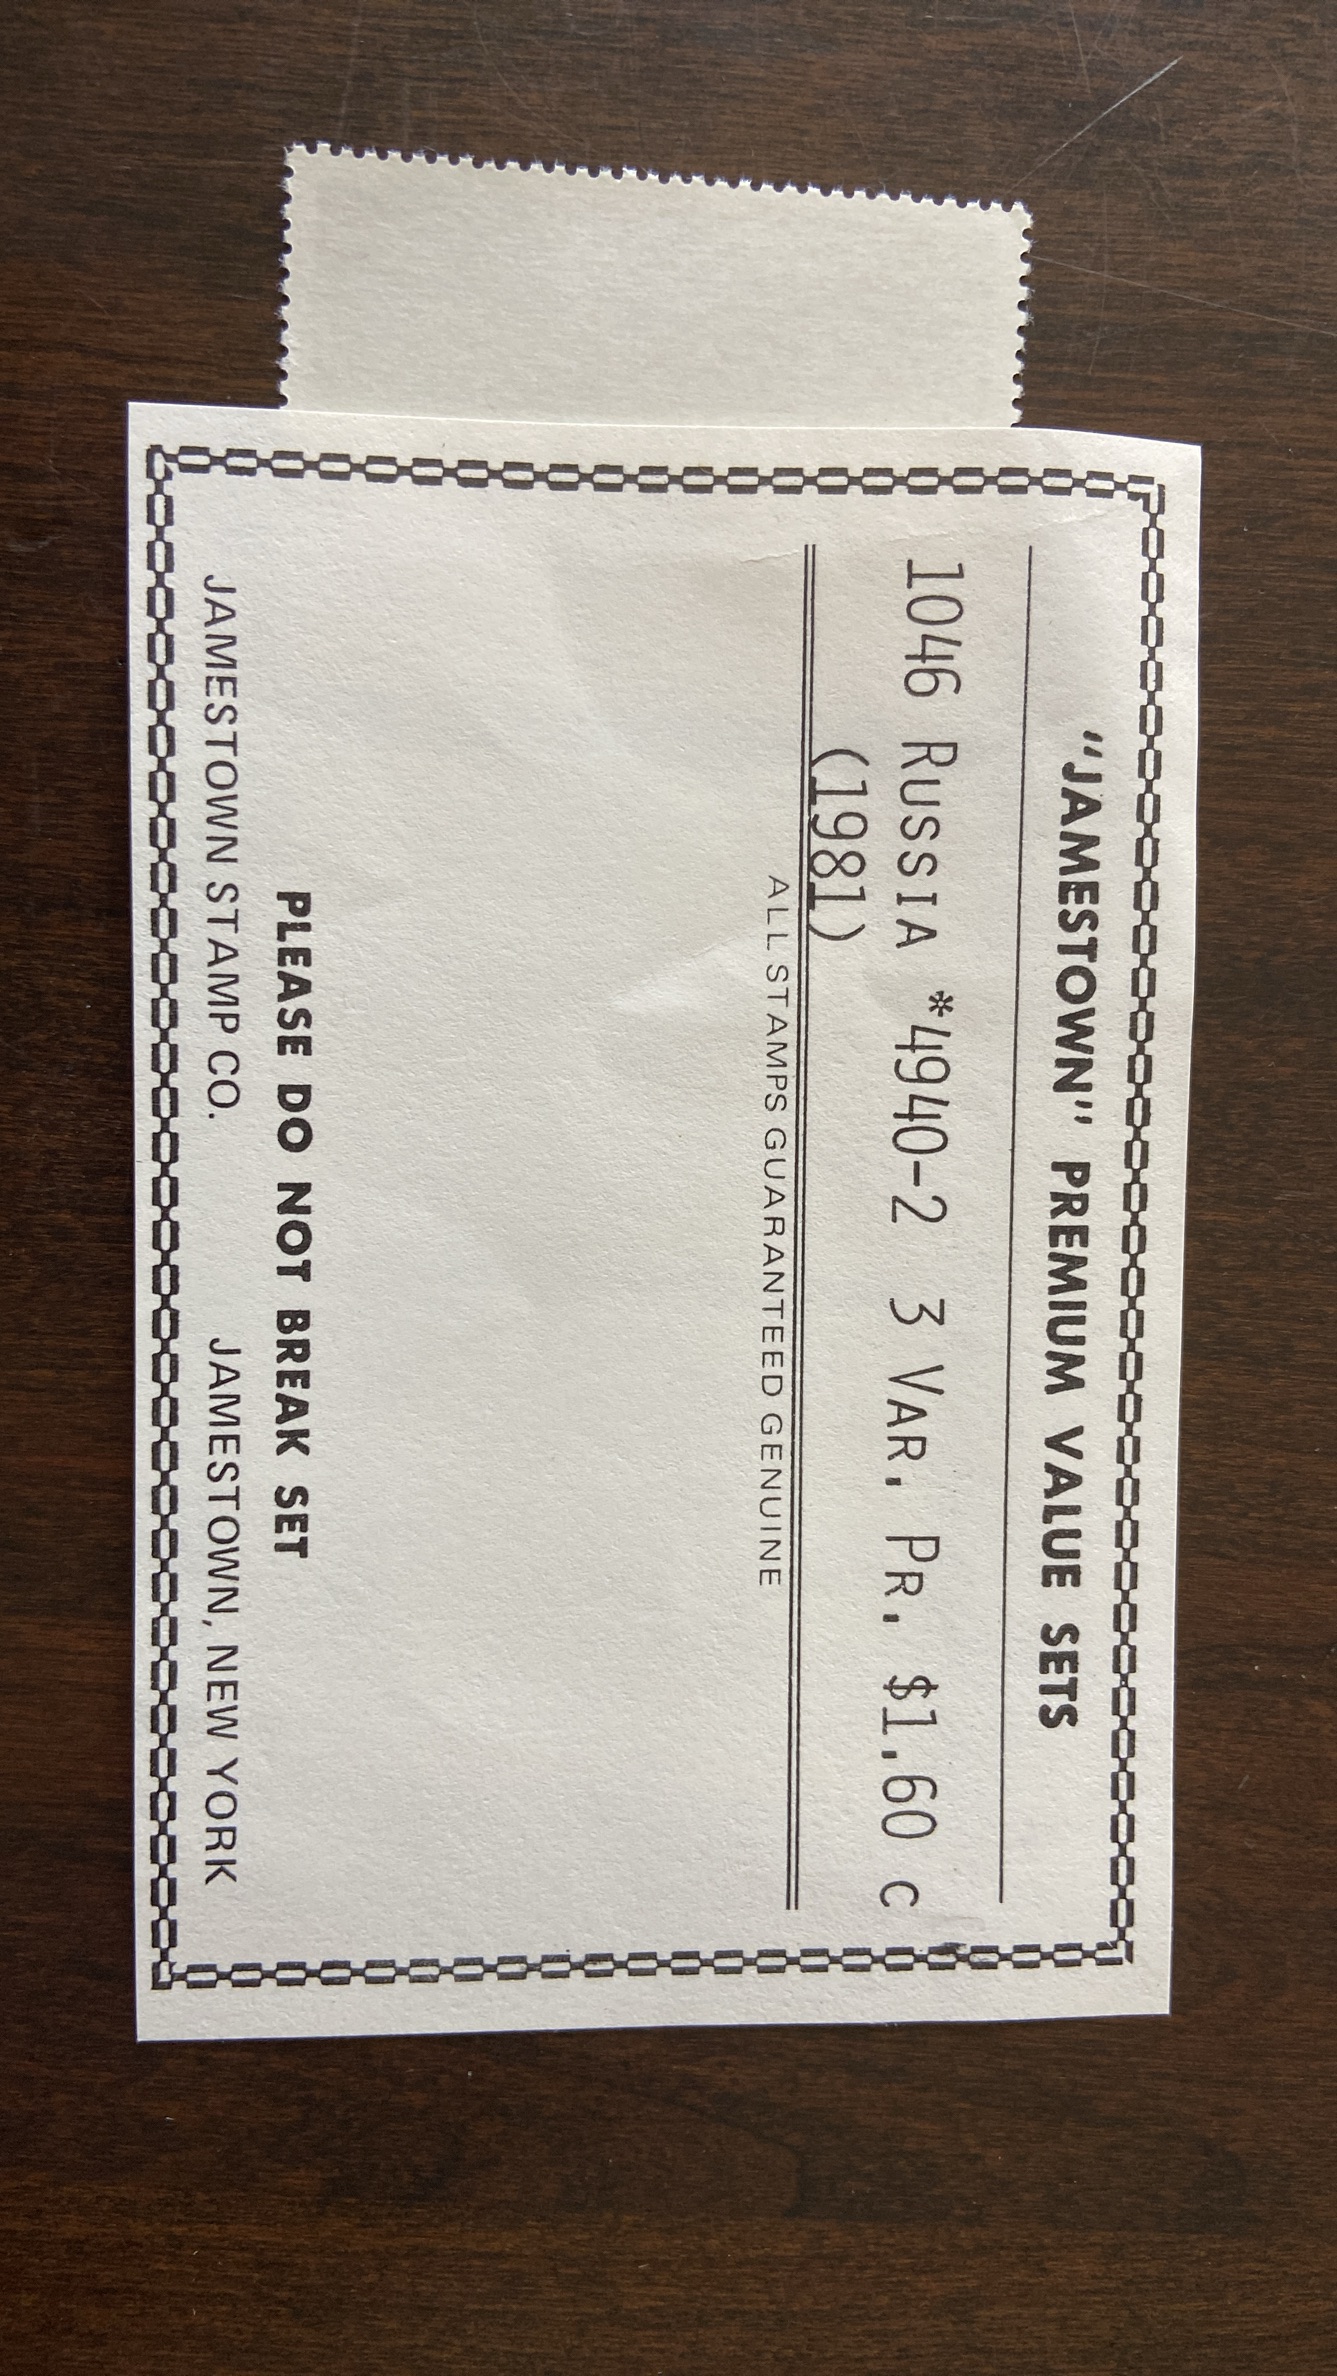 "JAMESTOWN" PREMIUM VALUE SETS
1046 RUSSIA *4940-2 3 VAR. PR. $1.60 C
(1981)
ALL STAMPS GUARANTEED GENUINE
PLEASE DO NOT BREAK SET
JAMESTOWN STAMP CO. JAMESTOWN, NEW YORK